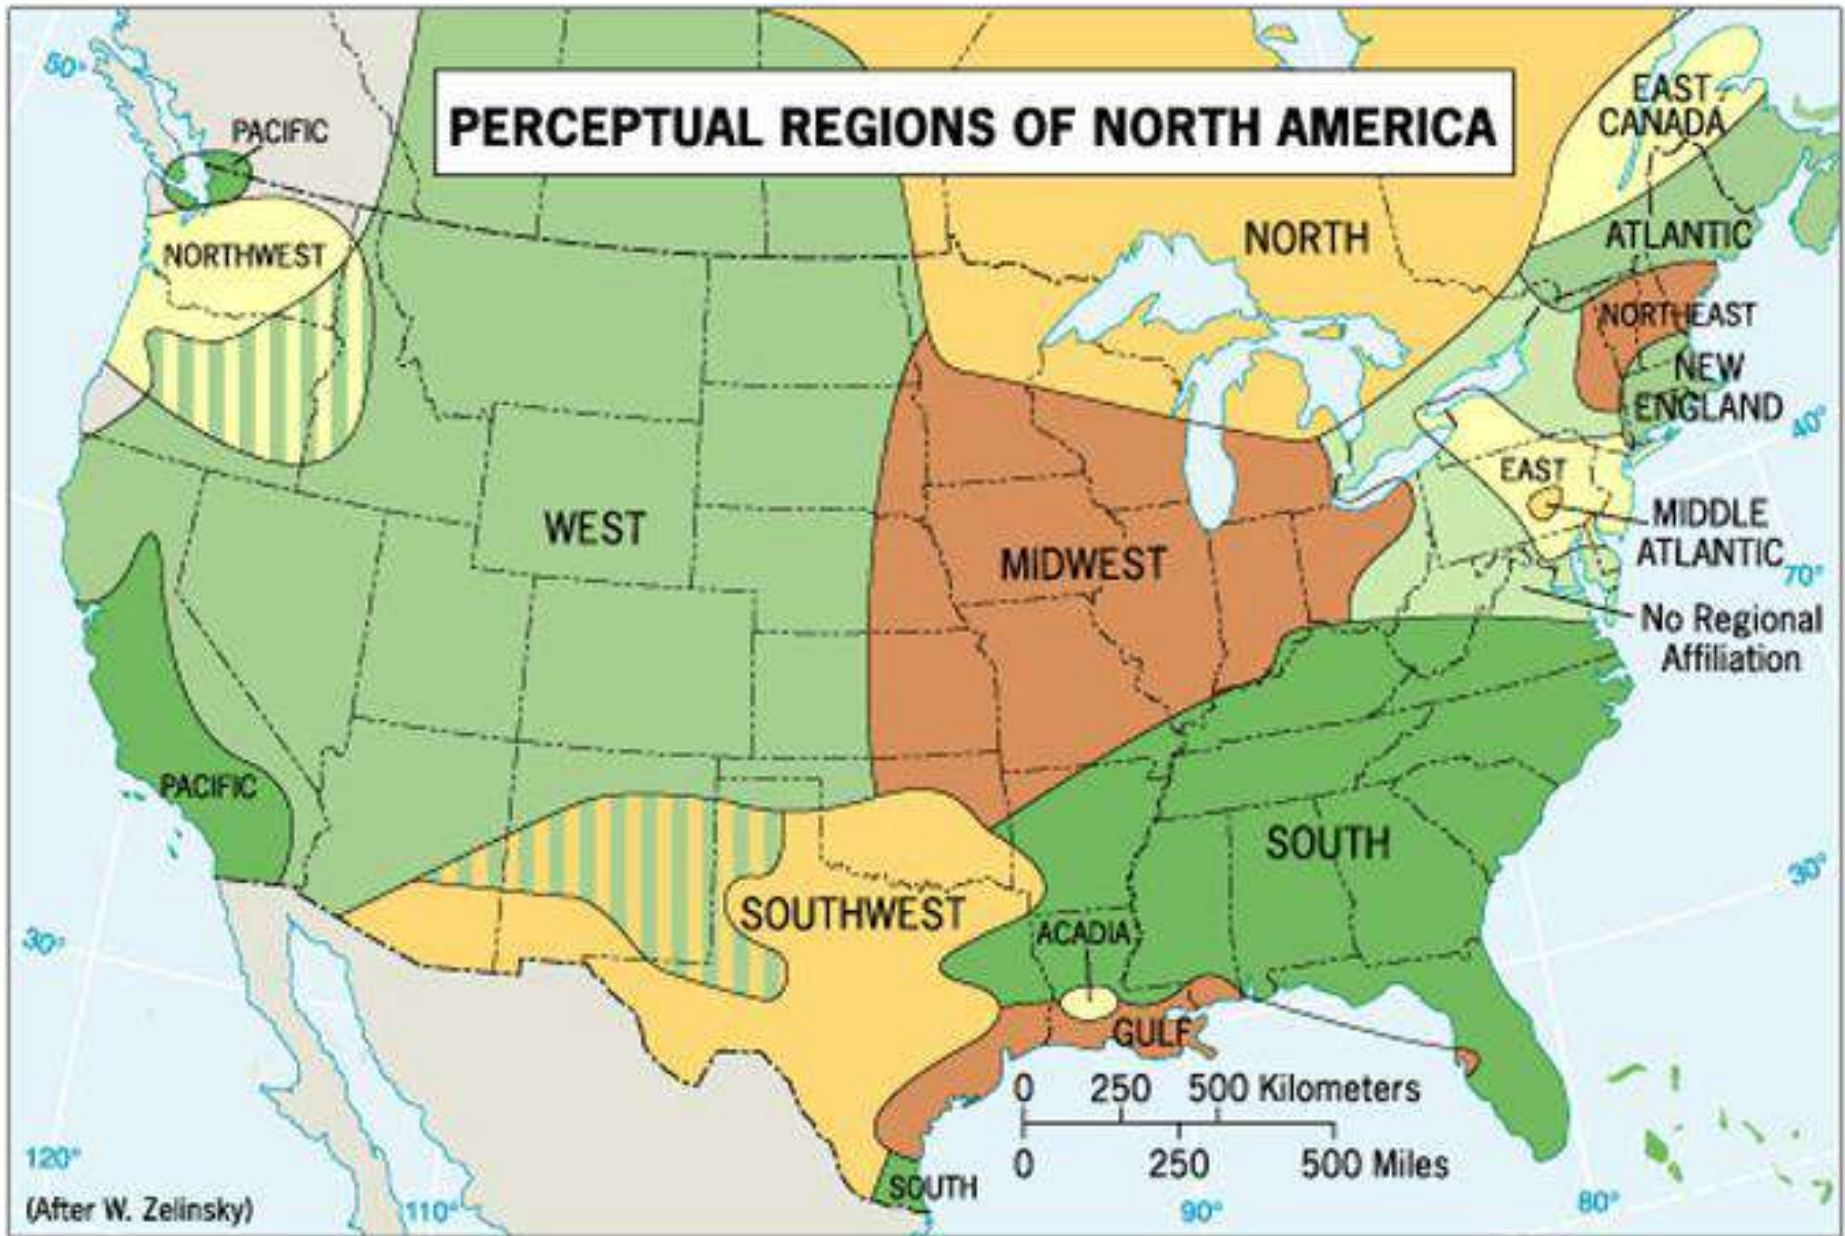 PERCEPTUAL REGIONS OF NORTH AMERICA
50°
PACIFIC
EAST
CANADA
NORTHWEST
NORTH
ATLANTIC
NORTHEAST
NEW
ENGLAND
40°
EAST
WEST
MIDDLE
ATLANTIC
MIDWEST
70°
No Regional
Affiliation
PACIFIC
SOUTH
30°
SOUTHWEST
ACADIA
30°
GULF
0 250 500 Kilometers
0 250 500 Miles
120°
SOUTH
(After W. Zelinsky)
110°
90°
80°